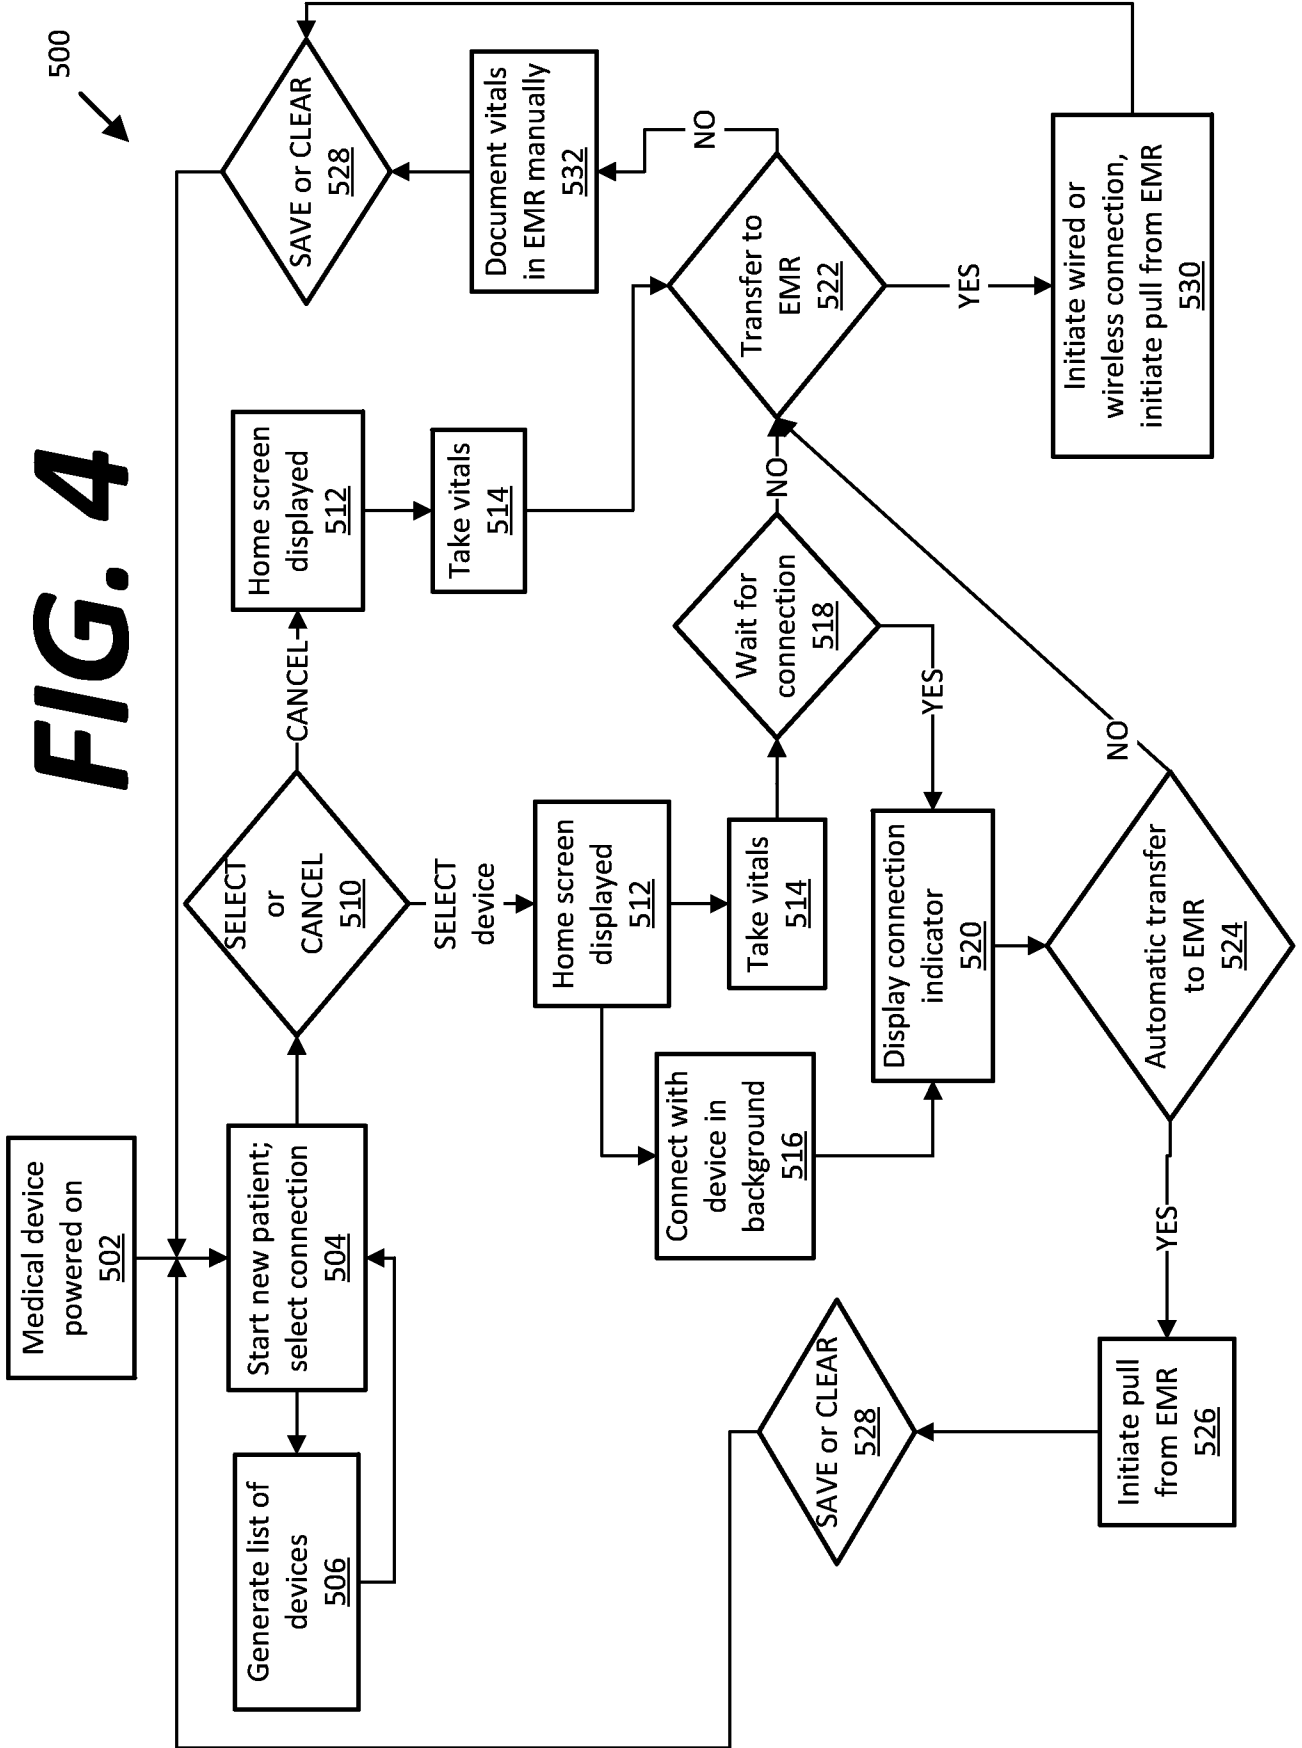 FIG. 4
500
Medical device
powered on
502
Generate list of
devices
506
Start new patient;
select connection
504
SELECT
or
CANCEL
510
CANCEL
Home screen
displayed
512
Take vitals
514
SAVE or CLEAR
528
Document vitals
in EMR manually
532
NO
SELECT
device
Home screen
displayed
512
Connect with
device in
background
516
Take vitals
514
Wait for
connection
518
NO
YES
Transfer to
EMR
522
YES
Display connection
indicator
520
SAVE or CLEAR
528
Initiate pull
from EMR
526
YES
Automatic transfer
to EMR
524
NO
Initiate wired or
wireless connection,
initiate pull from EMR
530